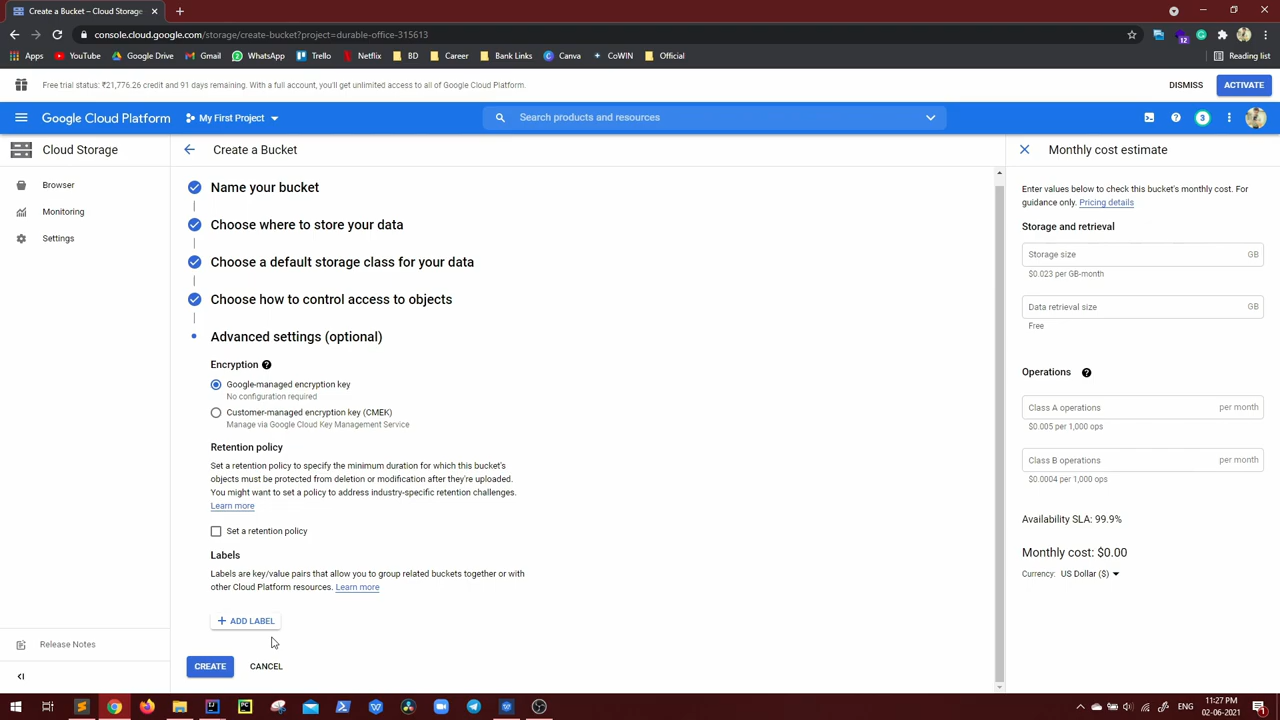 Create a Bucket – Cloud Storage
console.cloud.google.com/storage/create-bucket?project=durable-office-315613
12
Apps YouTube Google Drive Gmail WhatsApp Trello Netflix BD Career Bank Links Canva CoWIN Official Reading list
Free trial status: ₹21,776.26 credit and 91 days remaining. With a full account, you'll get unlimited access to all of Google Cloud Platform.
DISMISS ACTIVATE
Google Cloud Platform My First Project Search products and resources 3
Cloud Storage
Browser
Monitoring
Settings
Release Notes
Create a Bucket
Name your bucket
Choose where to store your data
Choose a default storage class for your data
Choose how to control access to objects
Advanced settings (optional)
Encryption
Google-managed encryption key
No configuration required
Customer-managed encryption key (CMEK)
Manage via Google Cloud Key Management Service
Retention policy
Set a retention policy to specify the minimum duration for which this bucket's
objects must be protected from deletion or modification after they're uploaded.
You might want to set a policy to address industry-specific retention challenges.
Learn more
Set a retention policy
Labels
Labels are key/value pairs that allow you to group related buckets together or with
other Cloud Platform resources. Learn more
+ ADD LABEL
CREATE CANCEL
Monthly cost estimate
Enter values below to check this bucket's monthly cost. For
guidance only. Pricing details
Storage and retrieval
Storage size GB
$0.023 per GB-month
Data retrieval size GB
Free
Operations
Class A operations per month
$0.005 per 1,000 ops
Class B operations per month
$0.0004 per 1,000 ops
Availability SLA: 99.9%
Monthly cost: $0.00
Currency: US Dollar ($)
PC
ENG
11:27 PM
02-06-2021
1